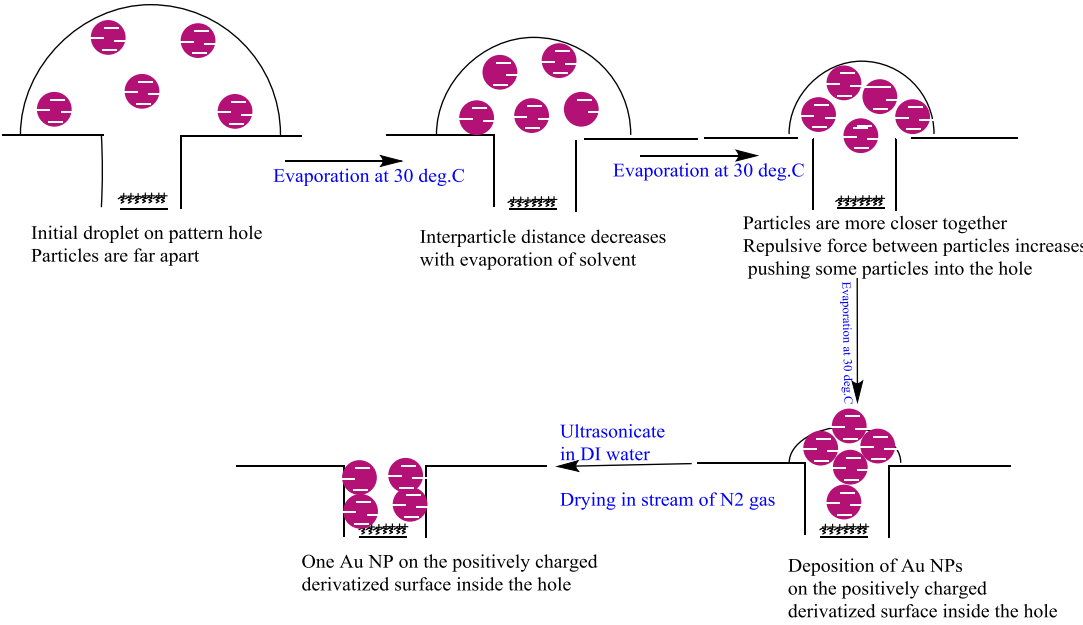 Evaporation at 30 deg.C
Evaporation at 30 deg.C
Initial droplet on pattern hole
Particles are far apart
Interparticle distance decreases
with evaporation of solvent
Particles are more closer together
Repulsive force between particles increases
pushing some particles into the hole
Evaporation at 30 deg.C
Ultrasonicate
in DI water
Drying in stream of N2 gas
One Au NP on the positively charged
derivatized surface inside the hole
Deposition of Au NPs
on the positively charged
derivatized surface inside the hole